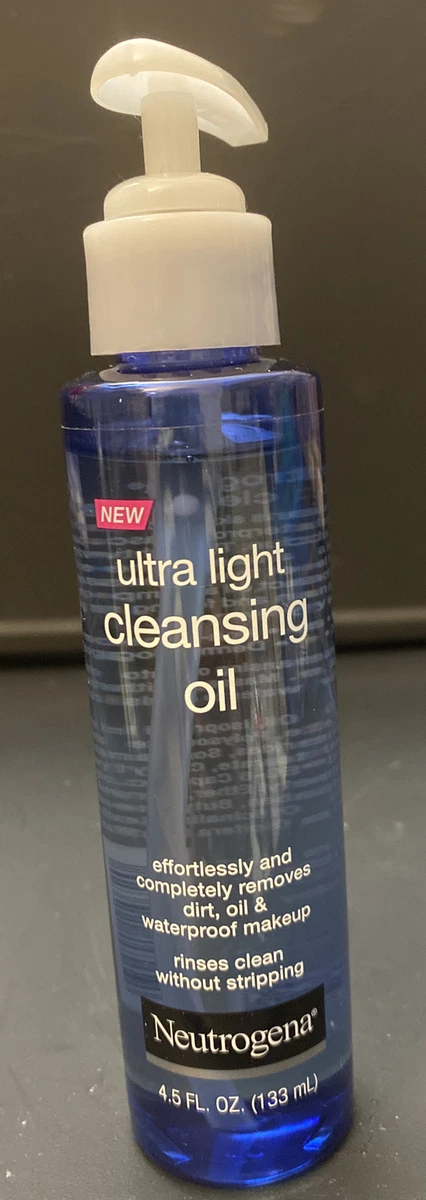 NEW
ultra light
cleansing
oil
effortlessly and
completely removes
dirt, oil &
waterproof makeup
rinses clean
without stripping
Neutrogena®
4.5 FL. OZ. (133 mL)